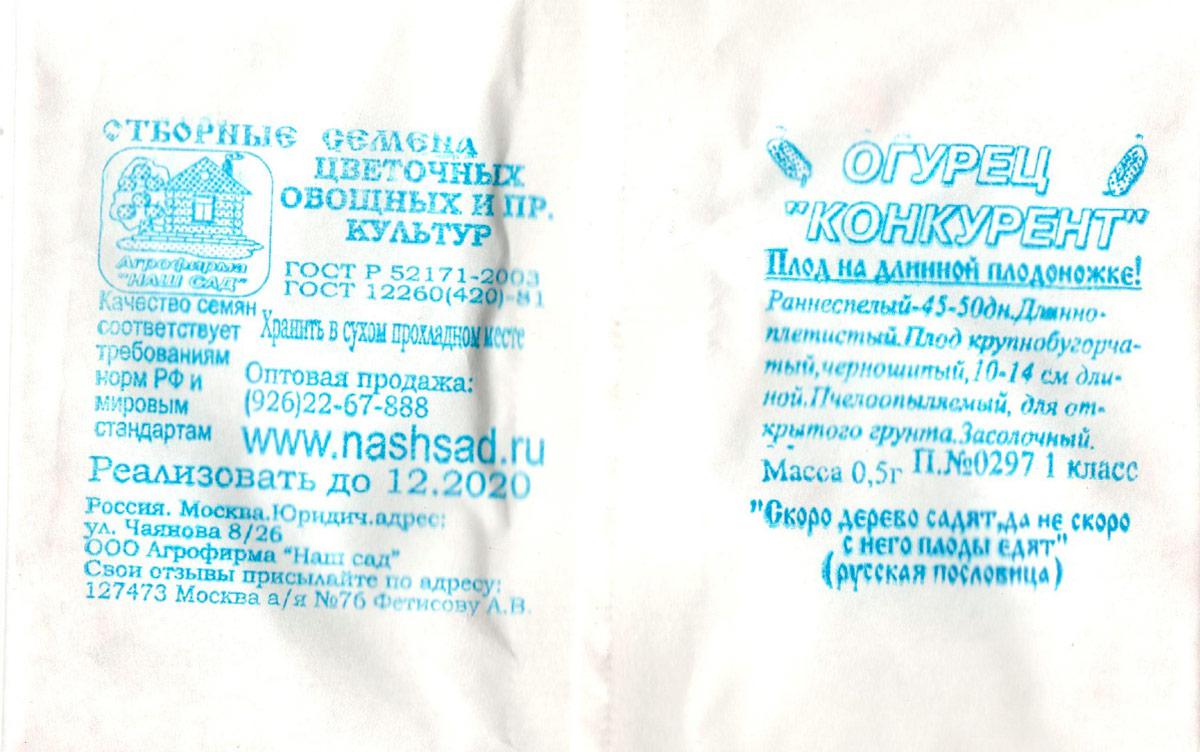 ОТБОРНЫЕ СЕМЕНА
ЦВЕТОЧНЫХ
ОВОЩНЫХ И ПР.
КУЛЬТУР
Агрофирма
"НАШ САД"
ГОСТ Р 52171-2003
ГОСТ 12260(420)-81
Качество семян
соответствует
требованиям
норм РФ и
мировым
стандартам
Хранить в сухом прохладном месте
Оптовая продажа:
(926)22-67-888
www.nashsad.ru
Реализовать до 12.2020
Россия. Москва.Юридич.адрес:
ул. Чаянова 8/26
ООО Агрофирма "Наш сад"
Свои отзывы присылайте по адресу:
127473 Москва а/я №76 Фетисову А.В.
ОГУРЕЦ
"КОНКУРЕНТ"
Плод на длинной плодоножке!
Раннеспелый-45-50дн.Длинно-
плетистый.Плод крупнобугорча-
тый,черношипый,10-14 см дли-
ной.Пчелоопыляемый, для от-
крытого грунта.Засолочный.
Масса 0,5г П.№0297 1 класс
"Скоро дерево садят,да не скоро
с него плоды едят"
(русская пословица)